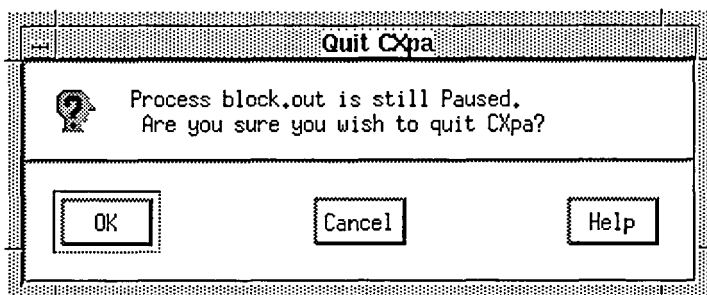 Quit CXpa
Process block.out is still Paused.
Are you sure you wish to quit CXpa?
OK
Cancel
Help